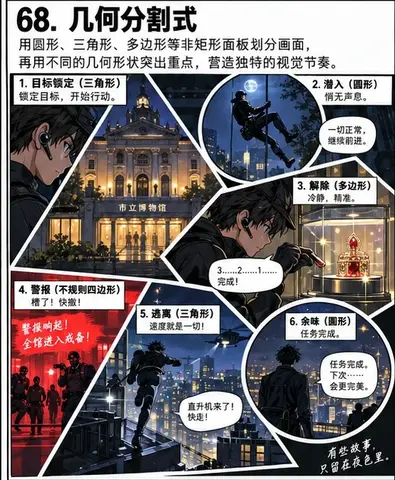 68. 几何分割式
用圆形、三角形、多边形等非矩形面板划分画面，
再用不同的几何形状突出重点，营造独特的视觉节奏。
1. 目标锁定（三角形）
锁定目标，开始行动。
市立博物馆
2. 潜入（圆形）
悄无声息。
一切正常，
继续前进。
3. 解除（多边形）
冷静，精准。
3……2……1……
完成！
4. 警报（不规则四边形）
槽了！快撤！
警报响起！
全馆进入戒备！
5. 逃离（三角形）
速度就是一切！
直升机来了！
快走！
6. 余味（圆形）
任务完成。
任务完成。
下次……
会更完美。
有些故事，
只留在夜色里。